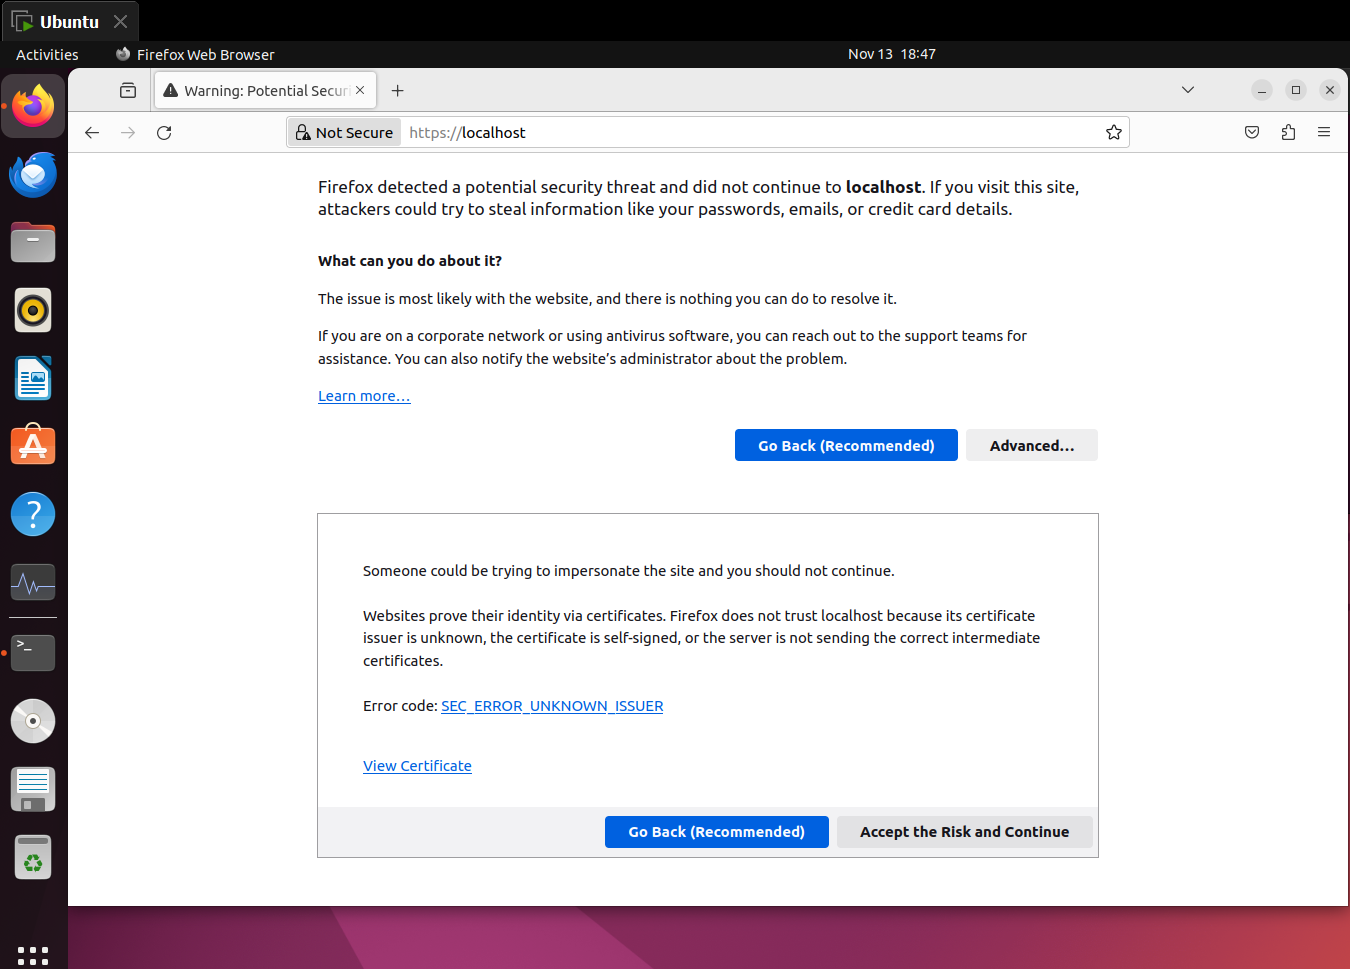 Ubuntu
Activities
Firefox Web Browser
Nov 13 18:47
Warning: Potential Securi
Not Secure
https://localhost
Firefox detected a potential security threat and did not continue to localhost. If you visit this site,
attackers could try to steal information like your passwords, emails, or credit card details.
What can you do about it?
The issue is most likely with the website, and there is nothing you can do to resolve it.
If you are on a corporate network or using antivirus software, you can reach out to the support teams for
assistance. You can also notify the website’s administrator about the problem.
Learn more…
Go Back (Recommended)
Advanced…
Someone could be trying to impersonate the site and you should not continue.
Websites prove their identity via certificates. Firefox does not trust localhost because its certificate
issuer is unknown, the certificate is self-signed, or the server is not sending the correct intermediate
certificates.
Error code: SEC_ERROR_UNKNOWN_ISSUER
View Certificate
Go Back (Recommended)
Accept the Risk and Continue